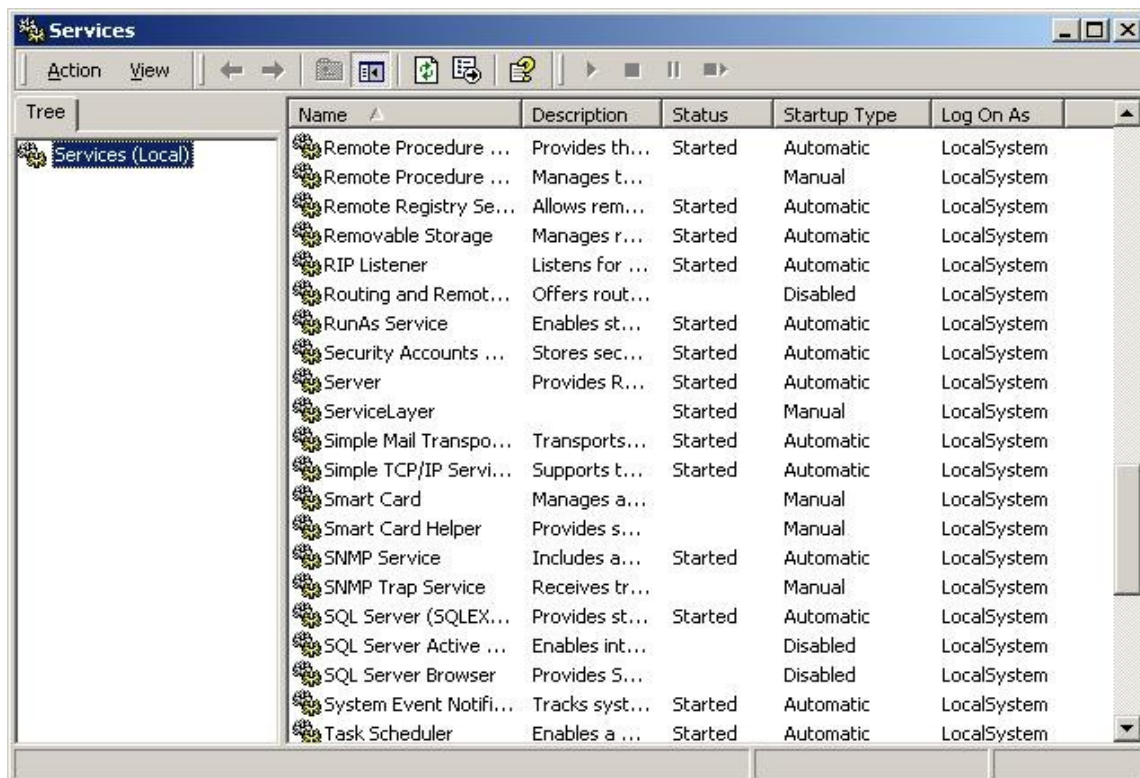 Services
Action View
Tree
Name Description Status Startup Type Log On As
Services (Local)
Remote Procedure ... Provides th... Started Automatic LocalSystem
Remote Procedure ... Manages t... Manual LocalSystem
Remote Registry Se... Allows rem... Started Automatic LocalSystem
Removable Storage Manages r... Started Automatic LocalSystem
RIP Listener Listens for ... Started Automatic LocalSystem
Routing and Remot... Offers rout... Disabled LocalSystem
RunAs Service Enables st... Started Automatic LocalSystem
Security Accounts ... Stores sec... Started Automatic LocalSystem
Server Provides R... Started Automatic LocalSystem
ServiceLayer Started Manual LocalSystem
Simple Mail Transpo... Transports... Started Automatic LocalSystem
Simple TCP/IP Servi... Supports t... Started Automatic LocalSystem
Smart Card Manages a... Manual LocalSystem
Smart Card Helper Provides s... Manual LocalSystem
SNMP Service Includes a... Started Automatic LocalSystem
SNMP Trap Service Receives tr... Manual LocalSystem
SQL Server (SQLEX... Provides st... Started Automatic LocalSystem
SQL Server Active ... Enables int... Disabled LocalSystem
SQL Server Browser Provides S... Disabled LocalSystem
System Event Notifi... Tracks syst... Started Automatic LocalSystem
Task Scheduler Enables a ... Started Automatic LocalSystem